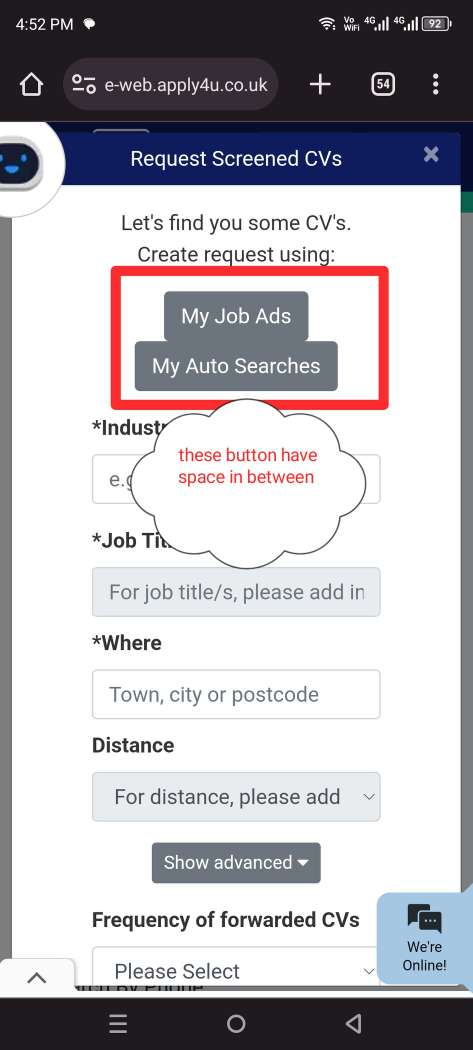 4:52 PM
Vo WiFi 4G 4G 92
e-web.apply4u.co.uk
54
Request Screened CVs
Let's find you some CV's.
Create request using:
My Job Ads
My Auto Searches
*Industr
these button have
space in between
e.g
*Job Tit
For job title/s, please add in
*Where
Town, city or postcode
Distance
For distance, please add
Show advanced
Frequency of forwarded CVs
We're
Online!
Please Select